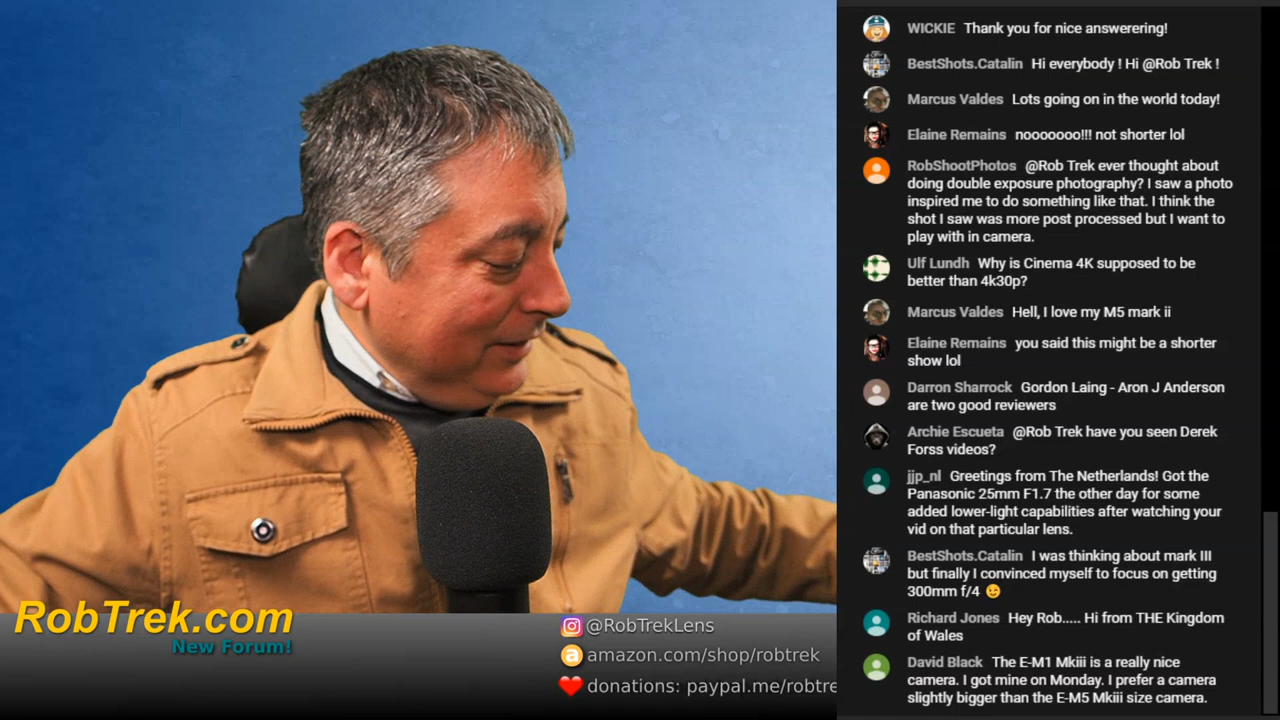 WICKIE Thank you for nice answerering!
BestShots.Catalin Hi everybody ! Hi @Rob Trek !
Marcus Valdes Lots going on in the world today!
Elaine Remains nooooooo!!! not shorter lol
RobShootPhotos @Rob Trek ever thought about
doing double exposure photography? I saw a photo
inspired me to do something like that. I think the
shot I saw was more post processed but I want to
play with in camera.
Ulf Lundh Why is Cinema 4K supposed to be
better than 4k30p?
Marcus Valdes Hell, I love my M5 mark ii
Elaine Remains you said this might be a shorter
show lol
Darron Sharrock Gordon Laing - Aron J Anderson
are two good reviewers
Archie Escueta @Rob Trek have you seen Derek
Forss videos?
jjp_nl Greetings from The Netherlands! Got the
Panasonic 25mm F1.7 the other day for some
added lower-light capabilities after watching your
vid on that particular lens.
BestShots.Catalin I was thinking about mark III
but finally I convinced myself to focus on getting
300mm f/4 😉
Richard Jones Hey Rob..... Hi from THE Kingdom
of Wales
David Black The E-M1 Mkiii is a really nice
camera. I got mine on Monday. I prefer a camera
slightly bigger than the E-M5 Mkiii size camera.
RobTrek.com
New Forum!
@RobTrekLens
amazon.com/shop/robtrek
donations: paypal.me/robtre